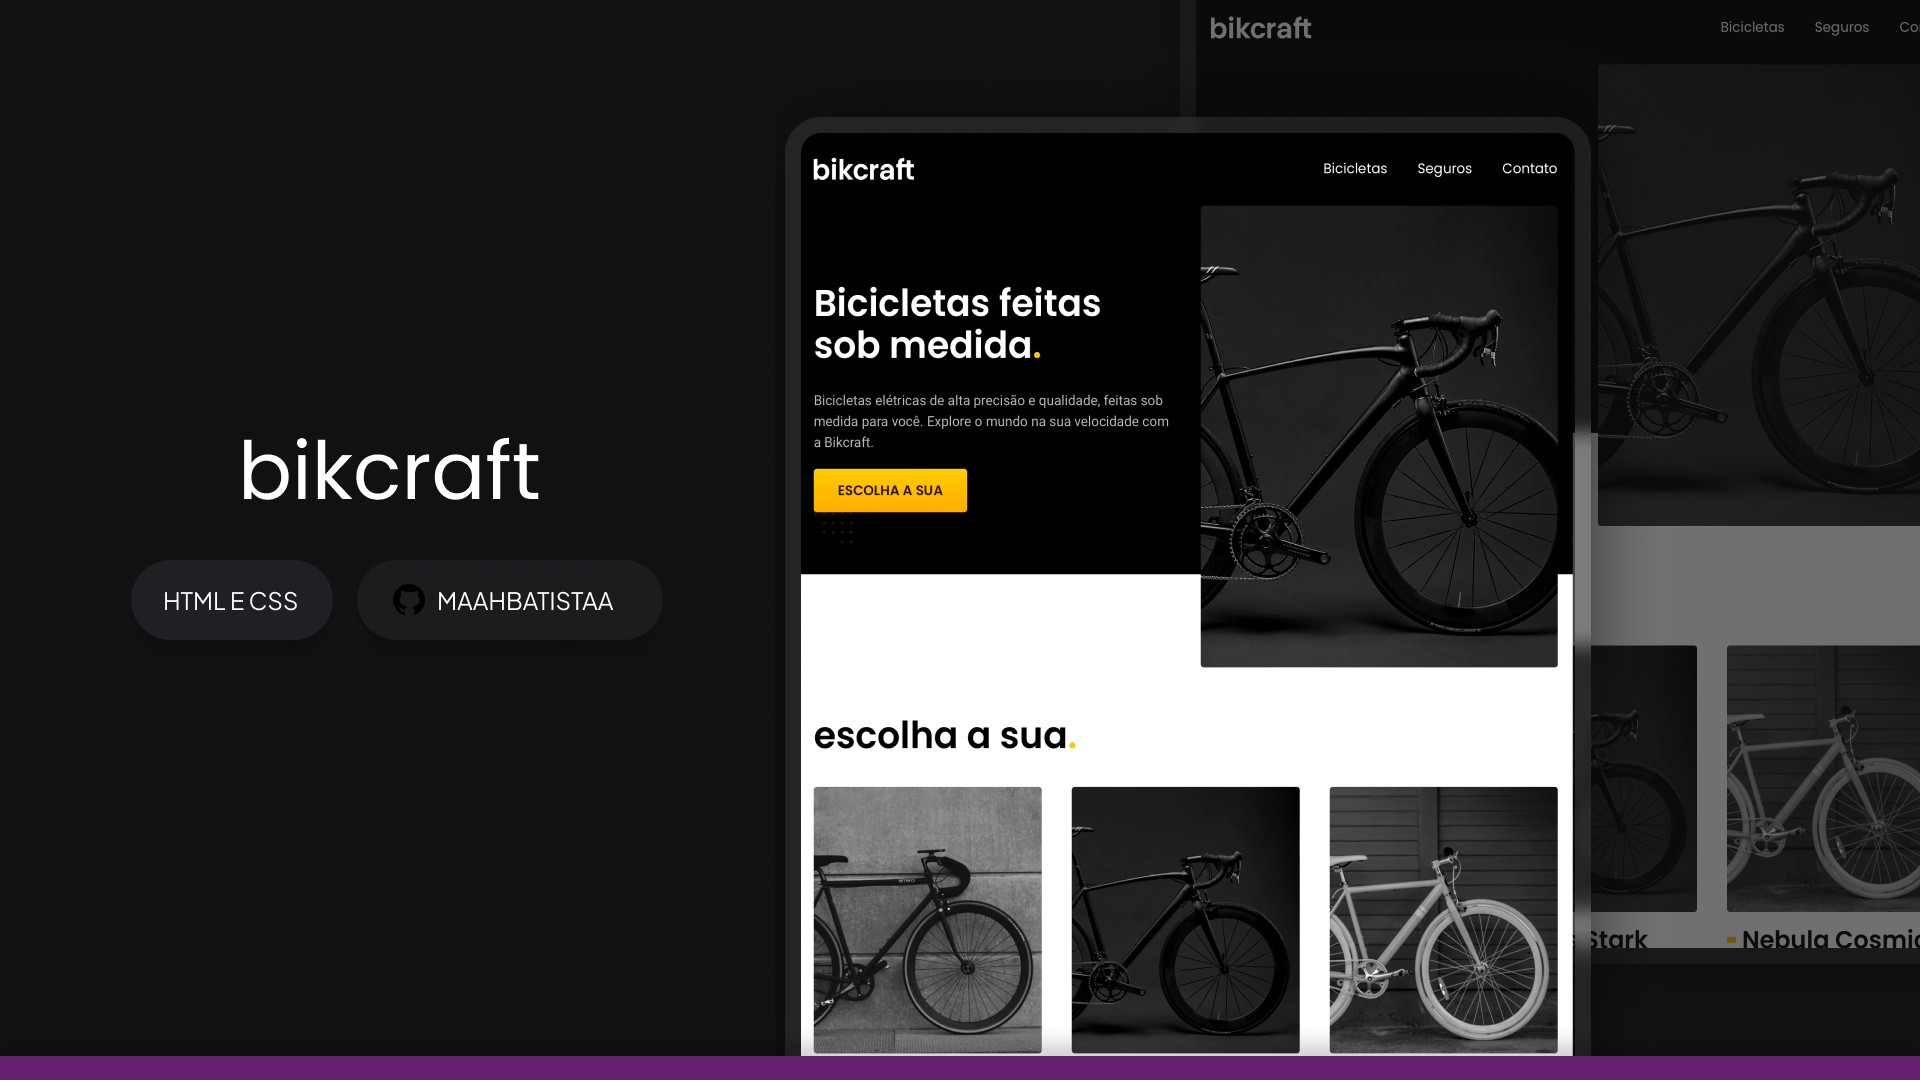 bikcraft
HTML E CSS
MAAHBATISTAA
bikcraft
Bicicletas
Seguros
Contato
Bicicletas feitas
sob medida.
Bicicletas elétricas de alta precisão e qualidade, feitas sob
medida para você. Explore o mundo na sua velocidade com
a Bikcraft.
ESCOLHA A SUA
escolha a sua.
bikcraft
Bicicletas
Seguros
Stark
Nebula